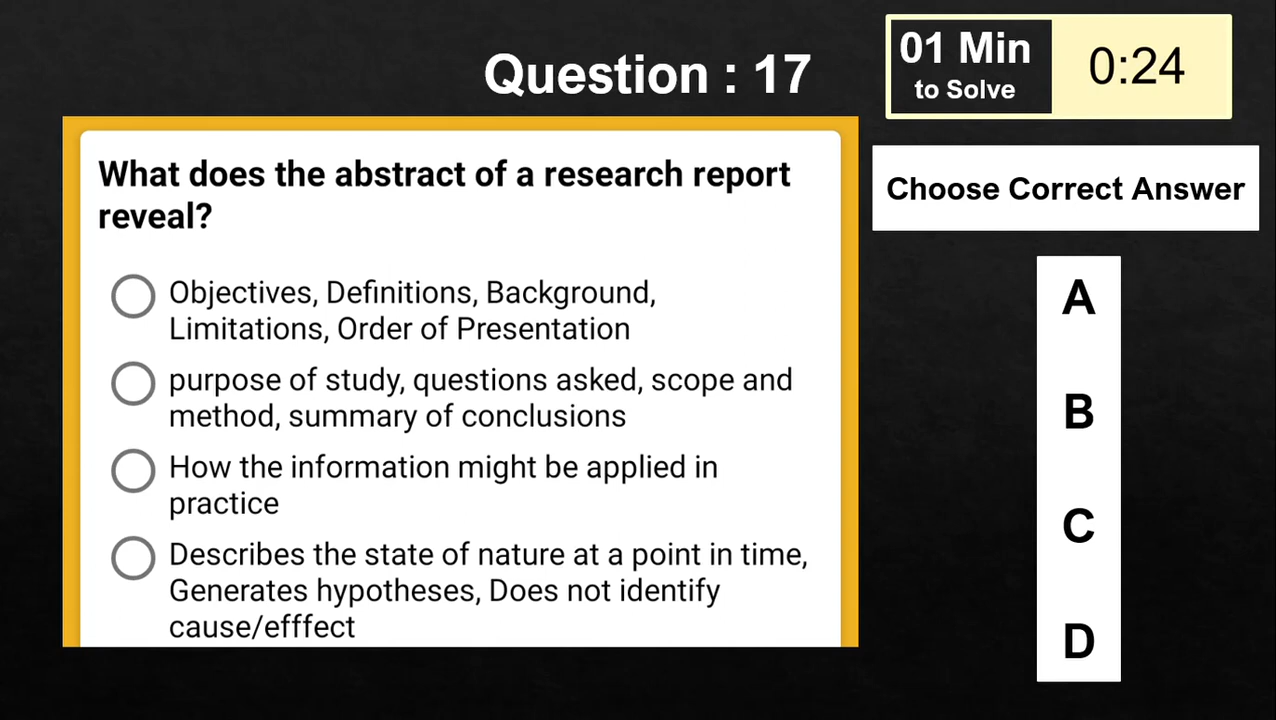 Question : 17
01 Min
to Solve
0:24
What does the abstract of a research report
reveal?
Objectives, Definitions, Background,
Limitations, Order of Presentation
purpose of study, questions asked, scope and
method, summary of conclusions
How the information might be applied in
practice
Describes the state of nature at a point in time,
Generates hypotheses, Does not identify
cause/efffect
Choose Correct Answer
A
B
C
D